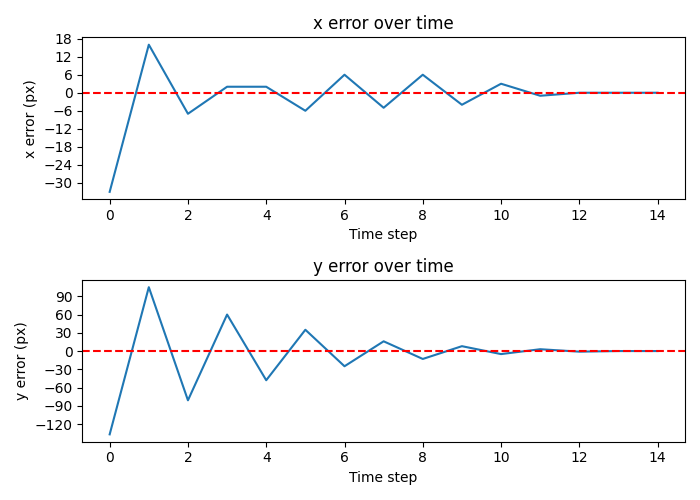 x error over time
18
12
6
0
−6
−12
−18
−24
−30
x error (px)
0 2 4 6 8 10 12 14
Time step
y error over time
90
60
30
0
−30
−60
−90
−120
y error (px)
0 2 4 6 8 10 12 14
Time step